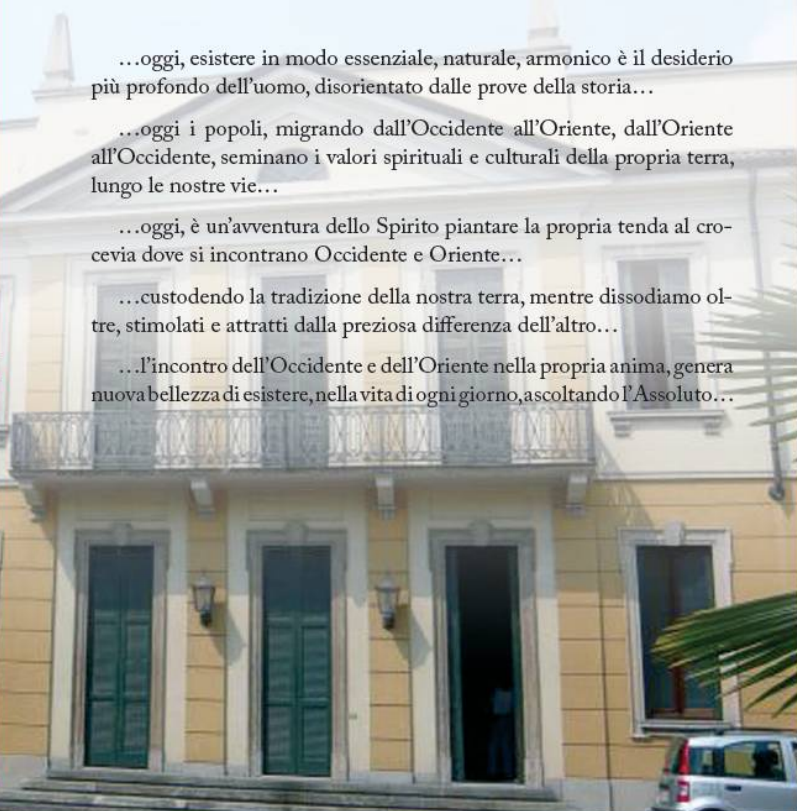 …oggi, esistere in modo essenziale, naturale, armonico è il desiderio
più profondo dell’uomo, disorientato dalle prove della storia…
…oggi i popoli, migrando dall’Occidente all’Oriente, dall’Oriente
all’Occidente, seminano i valori spirituali e culturali della propria terra,
lungo le nostre vie…
…oggi, è un’avventura dello Spirito piantare la propria tenda al cro-
cevia dove si incontrano Occidente e Oriente…
…custodendo la tradizione della nostra terra, mentre dissodiamo ol-
tre, stimolati e attratti dalla preziosa differenza dell’altro…
…l’incontro dell’Occidente e dell’Oriente nella propria anima, genera
nuova bellezza di esistere, nella vita di ogni giorno, ascoltando l’Assoluto…